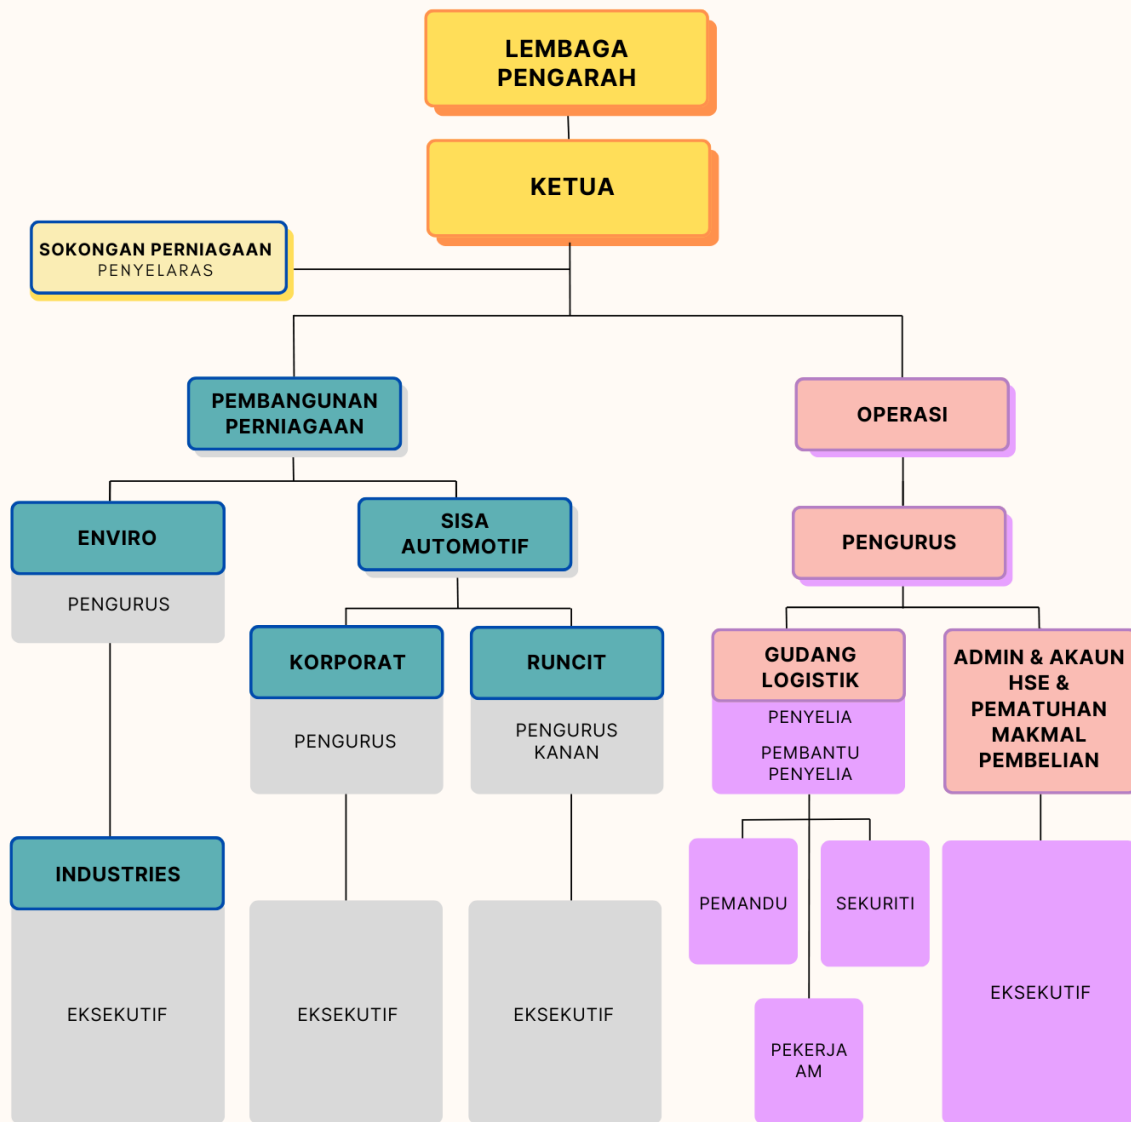 LEMBAGA
PENGARAH
KETUA
SOKONGAN PERNIAGAAN
PENYELARAS
PEMBANGUNAN
PERNIAGAAN
OPERASI
ENVIRO
PENGURUS
SISA
AUTOMOTIF
PENGURUS
KORPORAT
PENGURUS
RUNCIT
PENGURUS
KANAN
GUDANG
LOGISTIK
PENYELIA
PEMBANTU
PENYELIA
ADMIN & AKAUN
HSE &
PEMATUHAN
MAKMAL
PEMBELIAN
INDUSTRIES
EKSEKUTIF
EKSEKUTIF
EKSEKUTIF
PEMANDU
SEKURITI
PEKERJA
AM
EKSEKUTIF